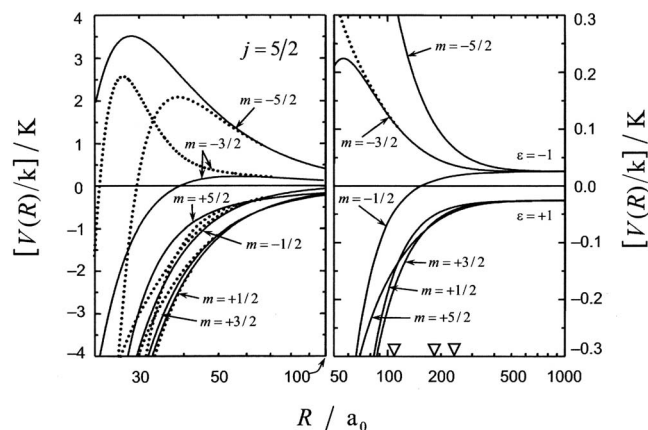 j = 5/2
m = −5/2
m = −3/2
m = +5/2
m = −1/2
m = +1/2
m = +3/2
4
3
2
1
0
-1
-2
-3
-4
30
50
100
[V(R)/k] / K
m = −5/2
m = −3/2
ε = −1
m = −1/2
ε = +1
m = +3/2
m = +1/2
m = +5/2
0.3
0.2
0.1
0.0
-0.1
-0.2
-0.3
50
100
200
500
1000
[V(R)/k] / K
R / a₀